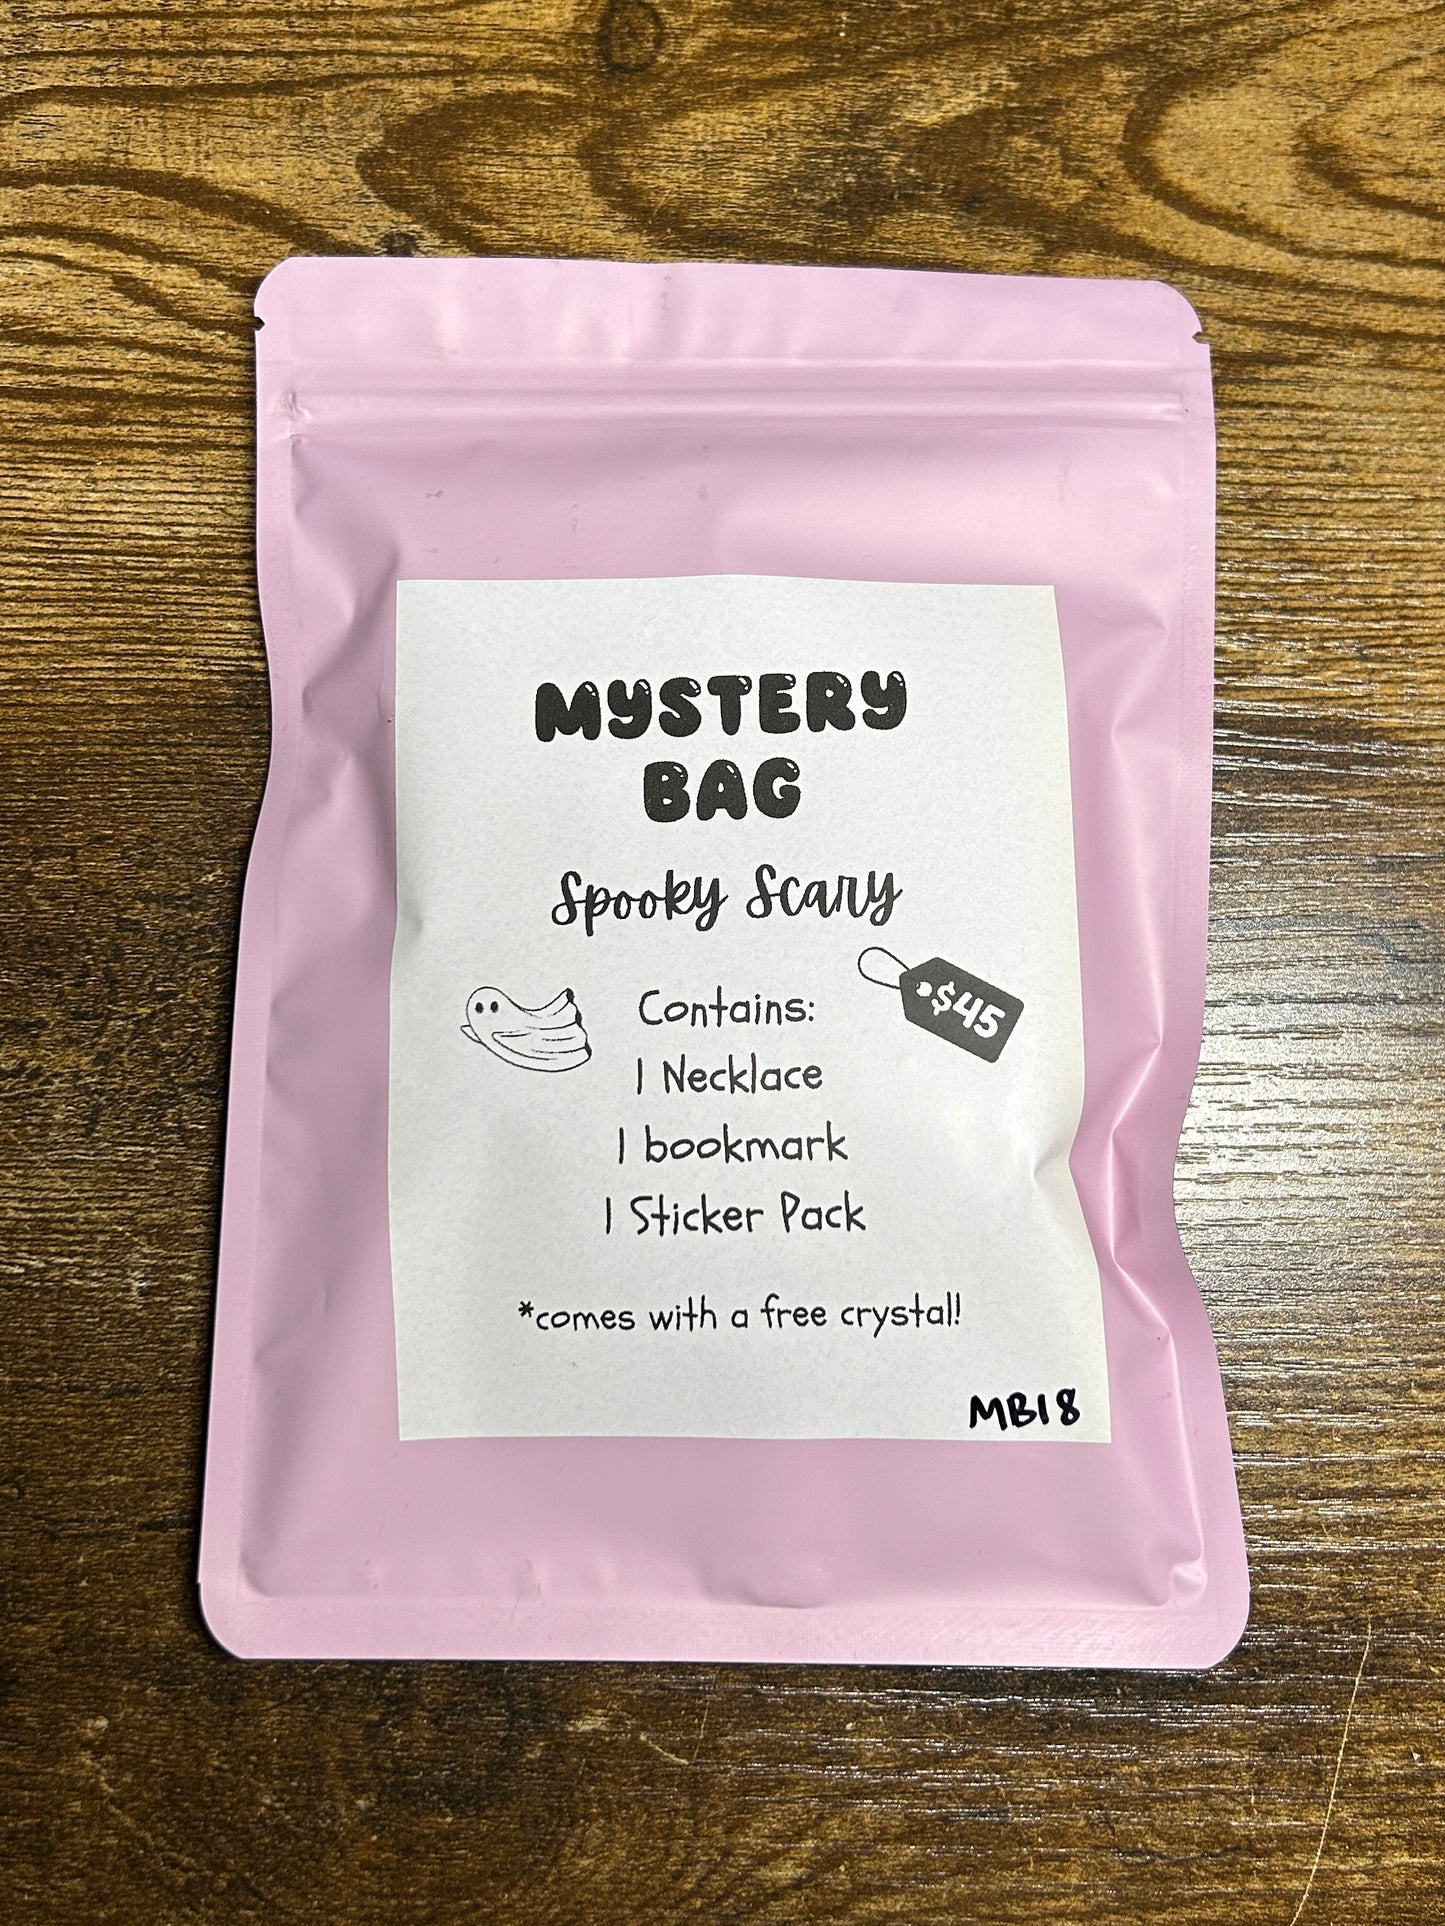 MYSTERY
BAG
Spooky Scary
$45
Contains:
1 Necklace
1 bookmark
1 Sticker Pack
*comes with a free crystal!
MB18